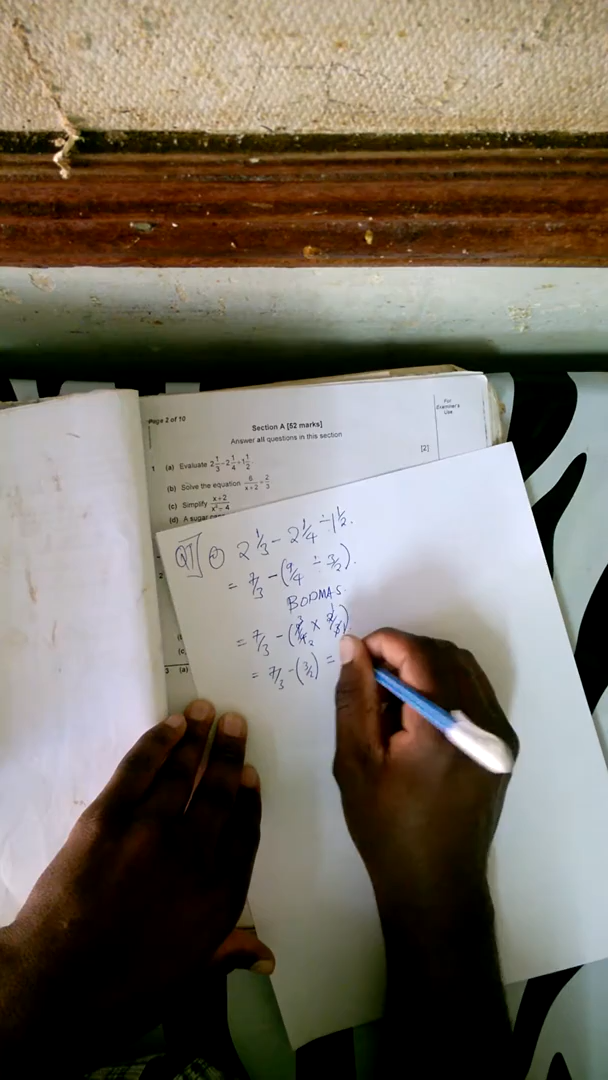 Page 2 of 10
For
Examiner's
Use
Section A [52 marks]
Answer all questions in this section
[2]
1 (a) Evaluate 2 1/3 - 2 1/4 ÷ 1 1/2
(b) Solve the equation 6/(x+2) = 2/3
(c) Simplify (x+2)/(x² - 4)
(d) A sugar
3 (a)
Q1 a 2 1/3 - 2 1/4 ÷ 1 1/2.
= 7/3 - (9/4 ÷ 3/2).
BODMAS
= 7/3 - (9/4 × 2/3)
= 7/3 - (3/2) =